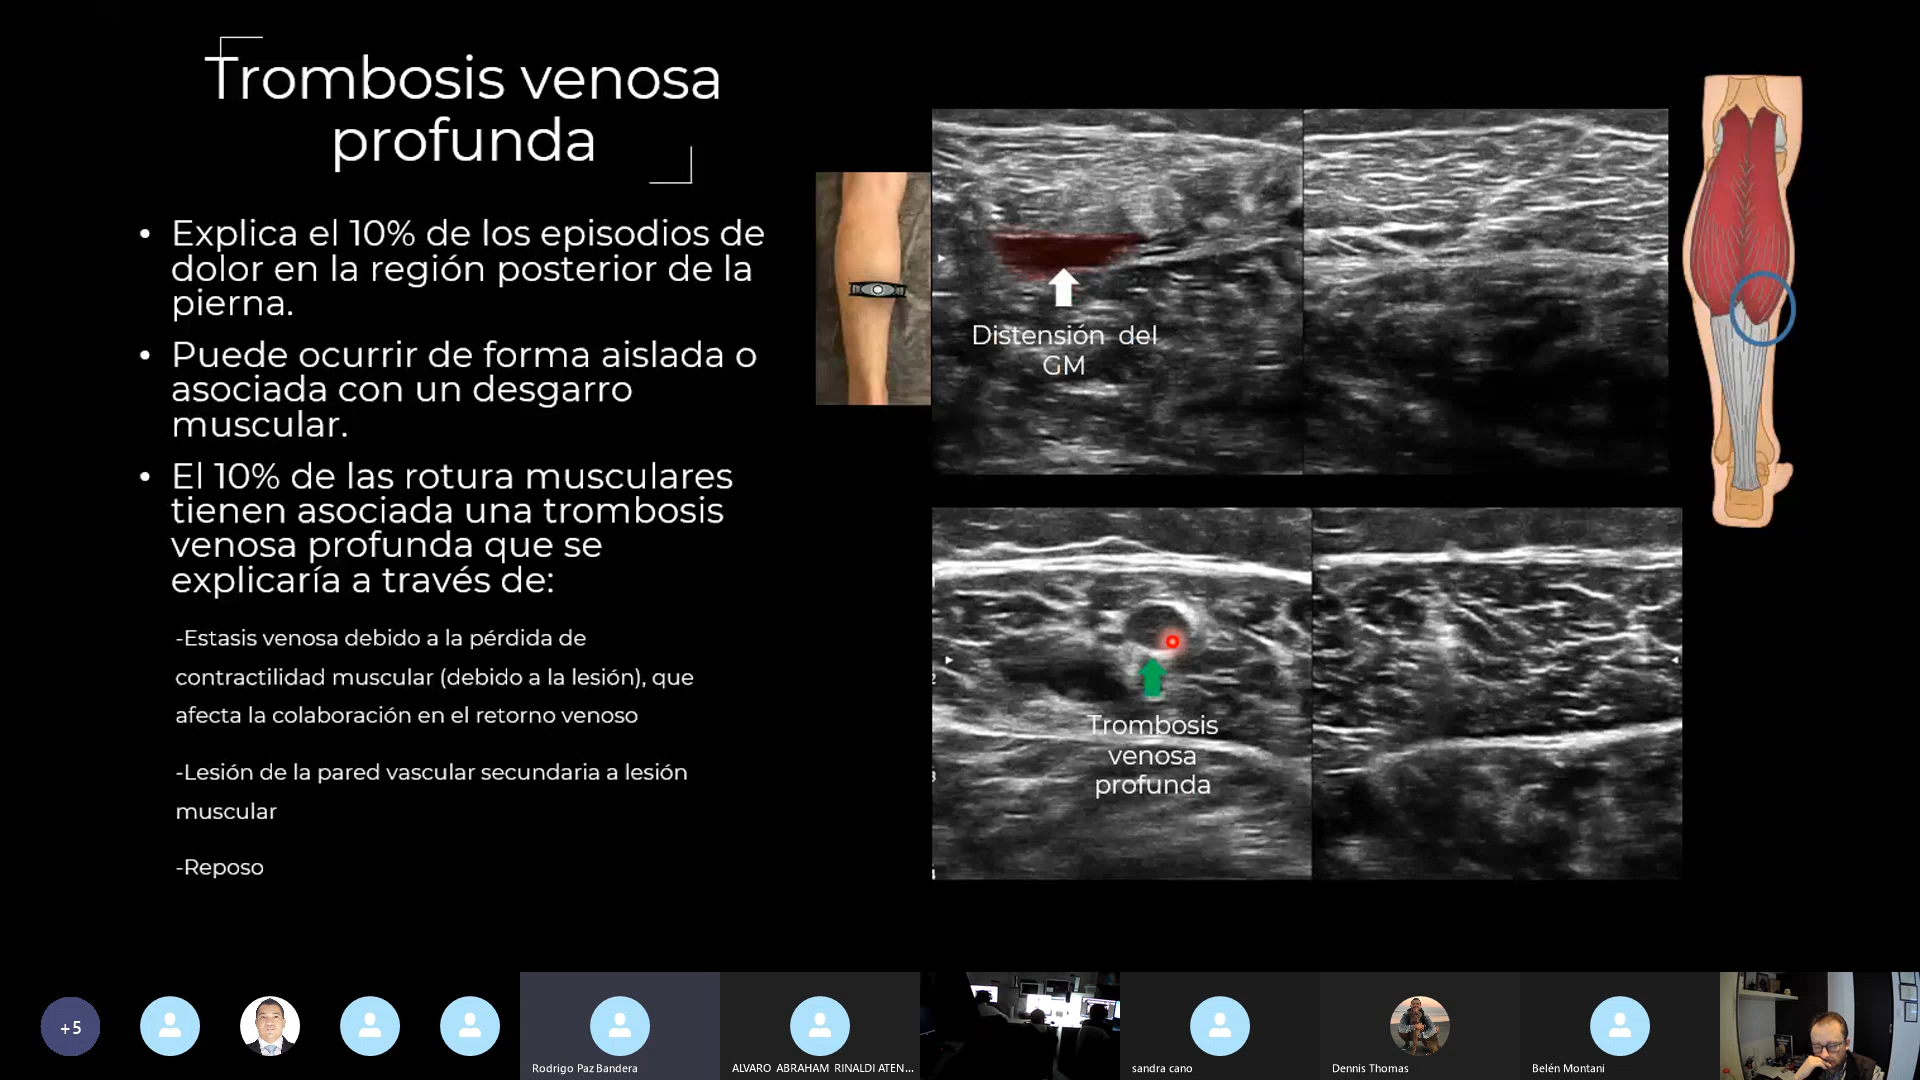 Trombosis venosa
profunda
• Explica el 10% de los episodios de
dolor en la región posterior de la
pierna.
• Puede ocurrir de forma aislada o
asociada con un desgarro
muscular.
• El 10% de las rotura musculares
tienen asociada una trombosis
venosa profunda que se
explicaría a través de:
-Estasis venosa debido a la pérdida de
contractilidad muscular (debido a la lesión), que
afecta la colaboración en el retorno venoso
-Lesión de la pared vascular secundaria a lesión
muscular
-Reposo
Distensión del
GM
Trombosis
venosa
profunda
2
3
4
+5
Rodrigo Paz Bandera
ALVARO ABRAHAM RINALDI ATEN...
sandra cano
Dennis Thomas
Belén Montani